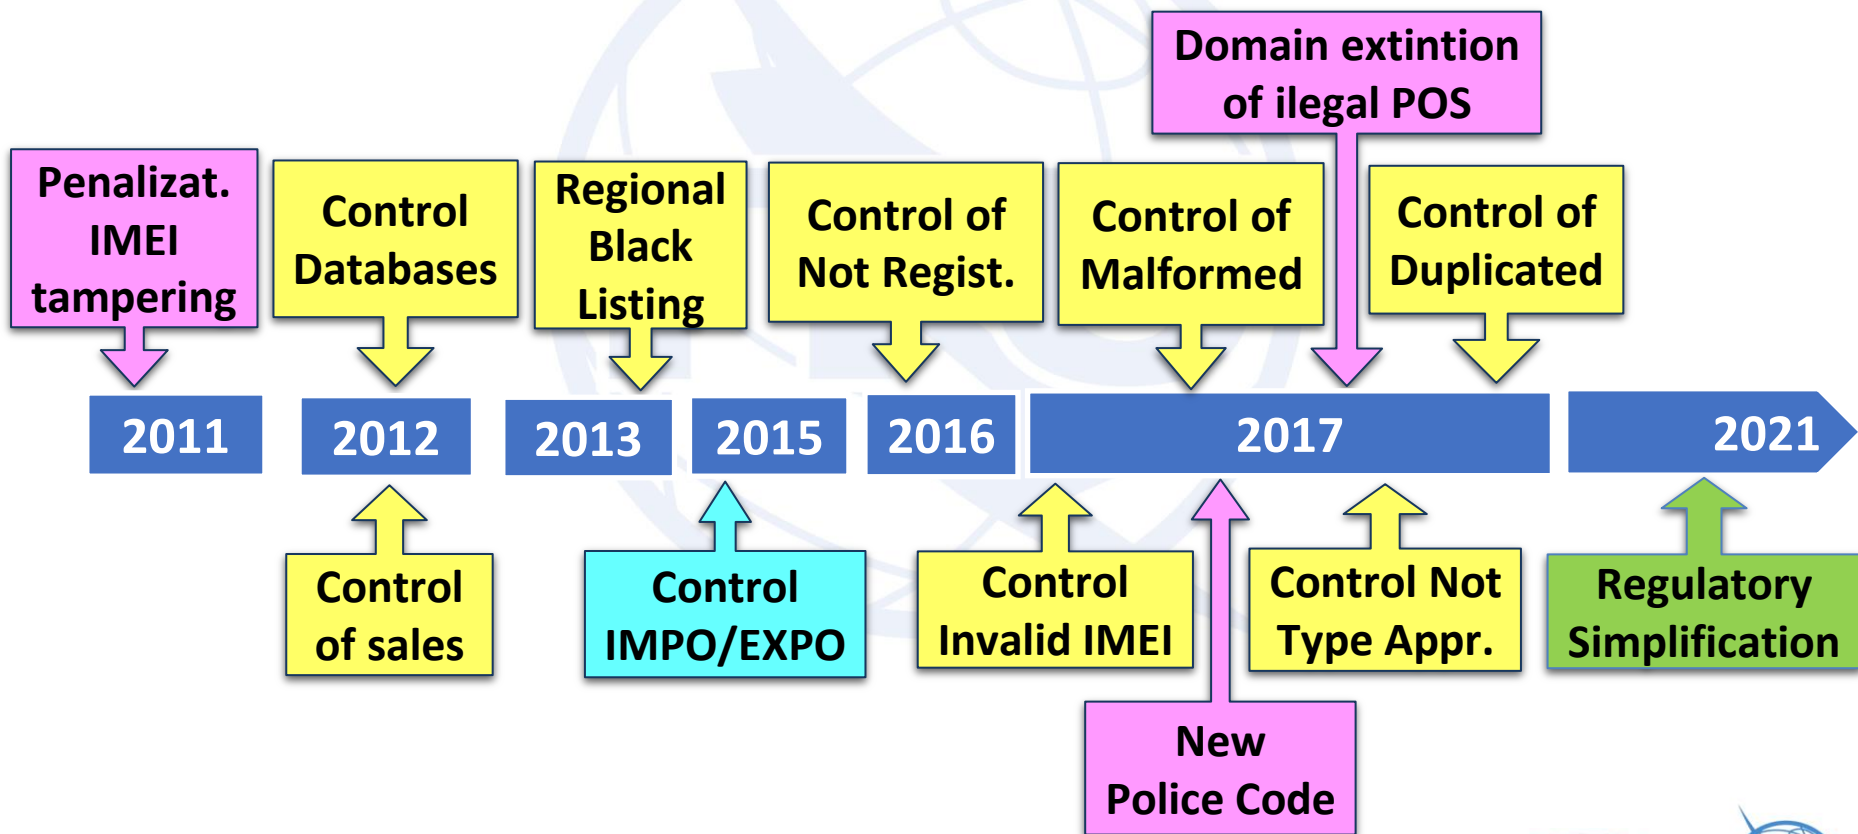 Domain extintion
of ilegal POS
Penalizat.
IMEI
tampering
Control
Databases
Regional
Black
Listing
Control of
Not Regist.
Control of
Malformed
Control of
Duplicated
2011
2012
2013
2015
2016
2017
2021
Control
of sales
Control
IMPO/EXPO
Control
Invalid IMEI
Control Not
Type Appr.
Regulatory
Simplification
New
Police Code